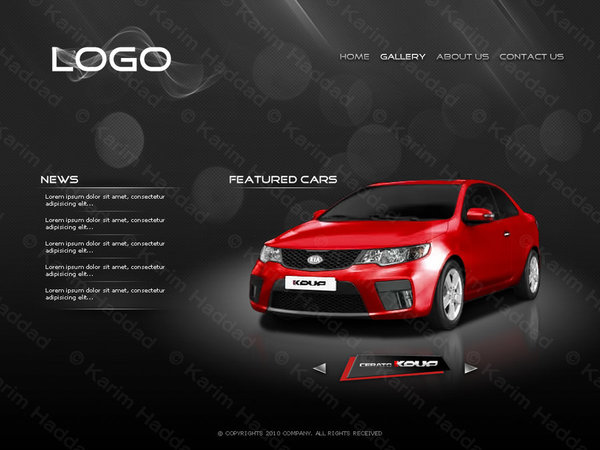 LOGO
HOME GALLERY ABOUT US CONTACT US
NEWS
FEATURED CARS
Lorem ipsum dolor sit amet, consectetur
adipisicing elit...
Lorem ipsum dolor sit amet, consectetur
adipisicing elit...
Lorem ipsum dolor sit amet, consectetur
adipisicing elit...
Lorem ipsum dolor sit amet, consectetur
adipisicing elit...
Lorem ipsum dolor sit amet, consectetur
adipisicing elit...
KIA
KOUP
CERATO KOUP
© COPYRIGHTS 2010 COMPANY. ALL RIGHTS RECEIVED
© Karim Haddad